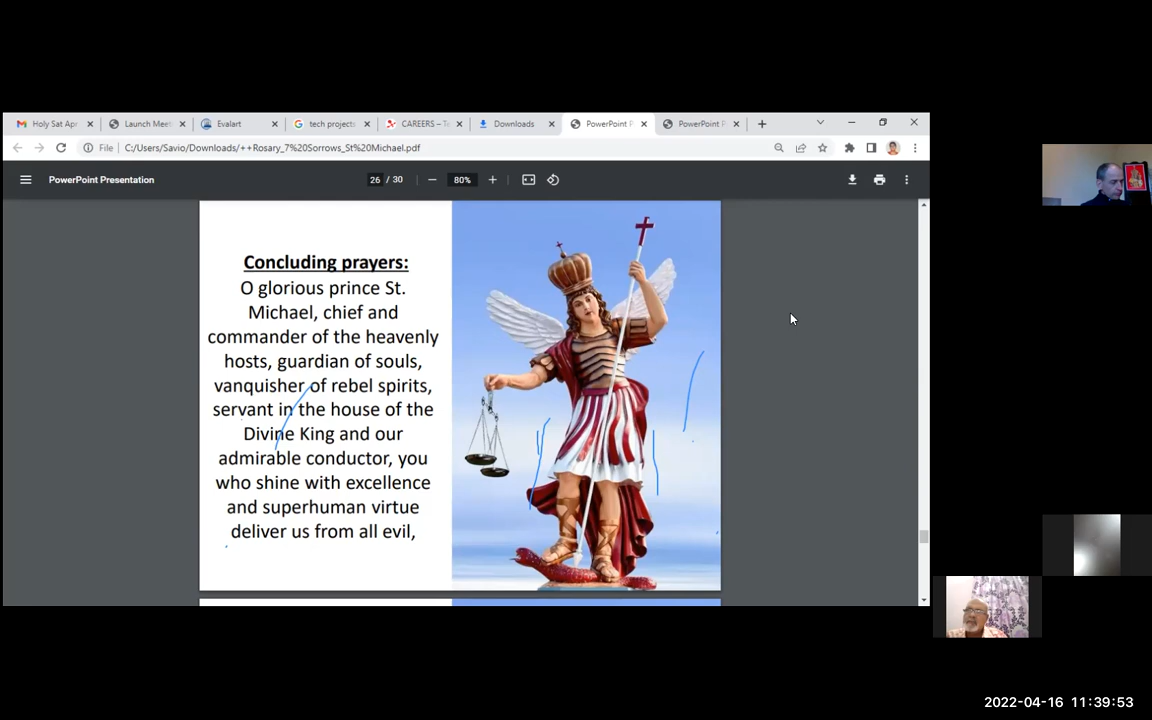 Holy Sat Apr
Launch Mee
Evalart
tech projects
CAREERS – T
Downloads
PowerPoint P
PowerPoint P
File C:/Users/Savio/Downloads/++Rosary_7%20Sorrows_St%20Michael.pdf
PowerPoint Presentation
26 / 30
80%
Concluding prayers:
O glorious prince St.
Michael, chief and
commander of the heavenly
hosts, guardian of souls,
vanquisher of rebel spirits,
servant in the house of the
Divine King and our
admirable conductor, you
who shine with excellence
and superhuman virtue
deliver us from all evil,
2022-04-16 11:39:53